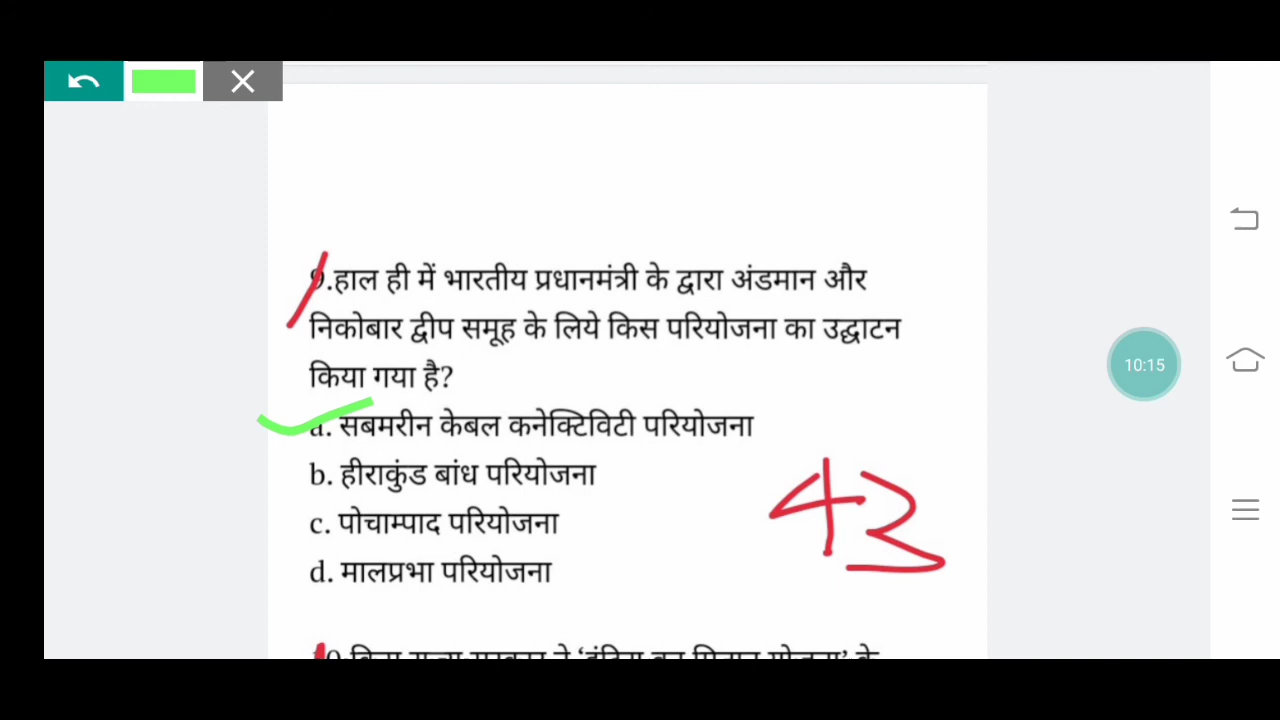 9.हाल ही में भारतीय प्रधानमंत्री के द्वारा अंडमान और
निकोबार द्वीप समूह के लिये किस परियोजना का उद्घाटन
किया गया है?
a. सबमरीन केबल कनेक्टिविटी परियोजना
b. हीराकुंड बांध परियोजना
c. पोचाम्पाद परियोजना
d. मालप्रभा परियोजना
43
10:15